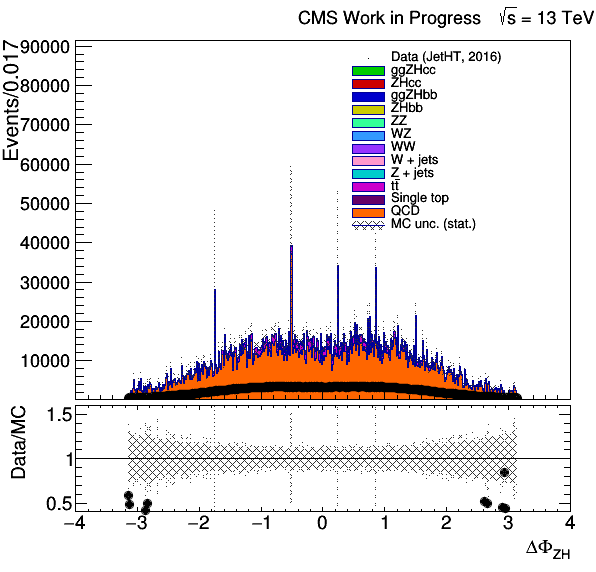 CMS Work in Progress √s = 13 TeV
Events/0.017
90000
80000
70000
60000
50000
40000
30000
20000
10000
Data (JetHT, 2016)
ggZHcc
ZHcc
ggZHbb
ZHbb
ZZ
WZ
WW
W + jets
Z + jets
tt̄
Single top
QCD
MC unc. (stat.)
Data/MC
1.5
1
0.5
−4 −3 −2 −1 0 1 2 3 4
ΔΦ_ZH